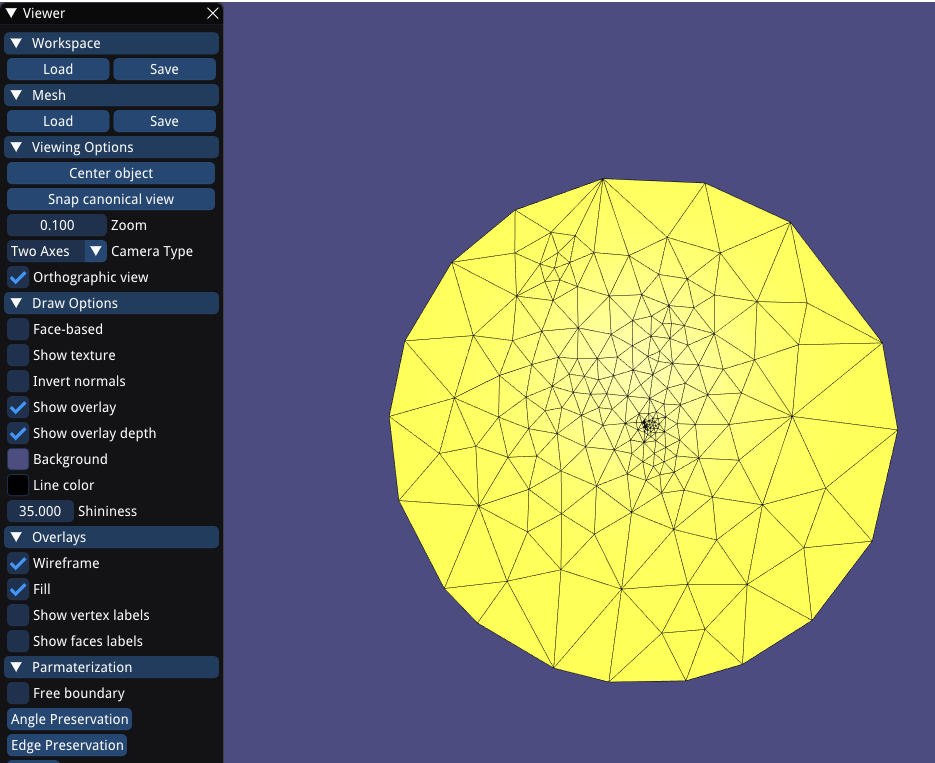 Viewer
Workspace
Load Save
Mesh
Load Save
Viewing Options
Center object
Snap canonical view
0.100 Zoom
Two Axes Camera Type
Orthographic view
Draw Options
Face-based
Show texture
Invert normals
Show overlay
Show overlay depth
Background
Line color
35.000 Shininess
Overlays
Wireframe
Fill
Show vertex labels
Show faces labels
Parmaterization
Free boundary
Angle Preservation
Edge Preservation